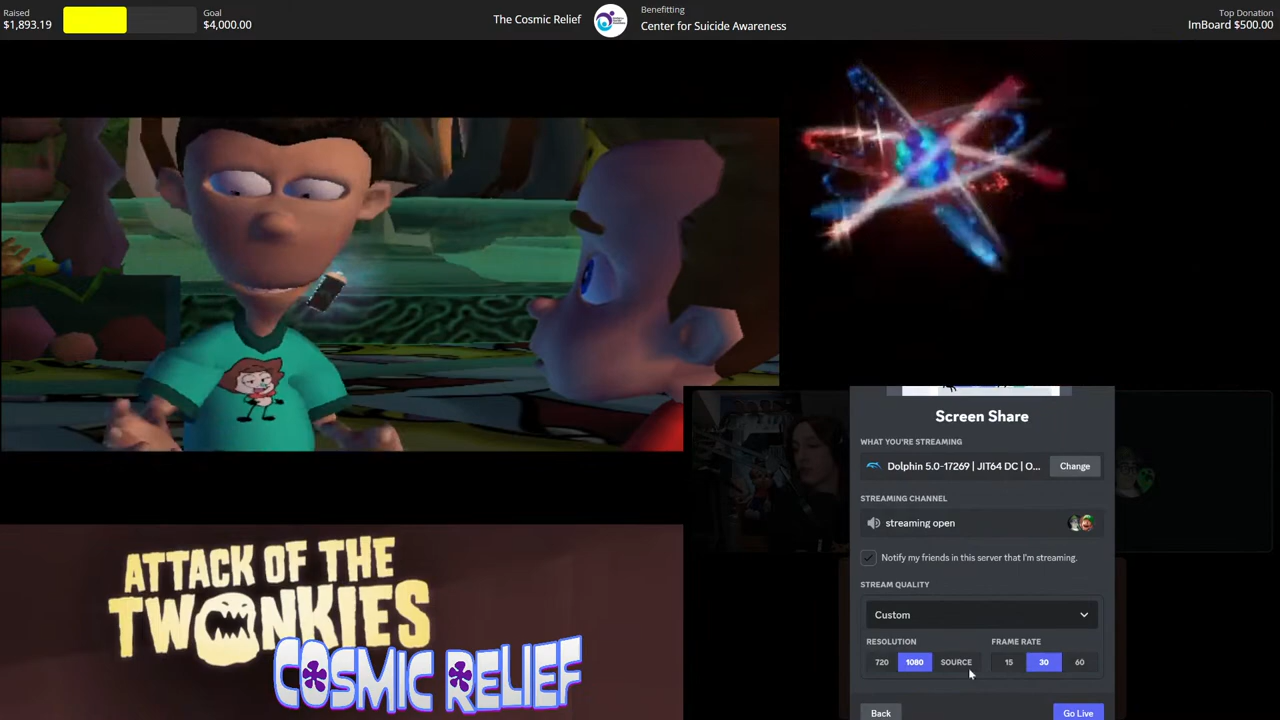 Raised
$1,893.19
Goal
$4,000.00
The Cosmic Relief
Benefitting
Center for Suicide Awareness
Top Donation
ImBoard $500.00
Screen Share
WHAT YOU'RE STREAMING
Dolphin 5.0-17269 | JIT64 DC | O...
Change
STREAMING CHANNEL
streaming open
Notify my friends in this server that I'm streaming.
STREAM QUALITY
Custom
RESOLUTION
FRAME RATE
720
1080
SOURCE
15
30
60
Back
Go Live
ATTACK OF THE
TWONKIES
COSMIC RELIEF